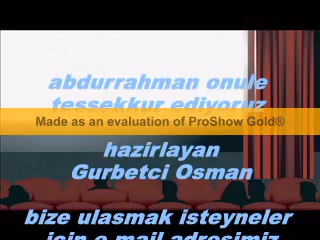 abdurrahman onule
tessekkur ediyoruz
Made as an evaluation of ProShow Gold®
hazirlayan
Gurbetci Osman
bize ulasmak isteyneler
icin e mail adresimiz